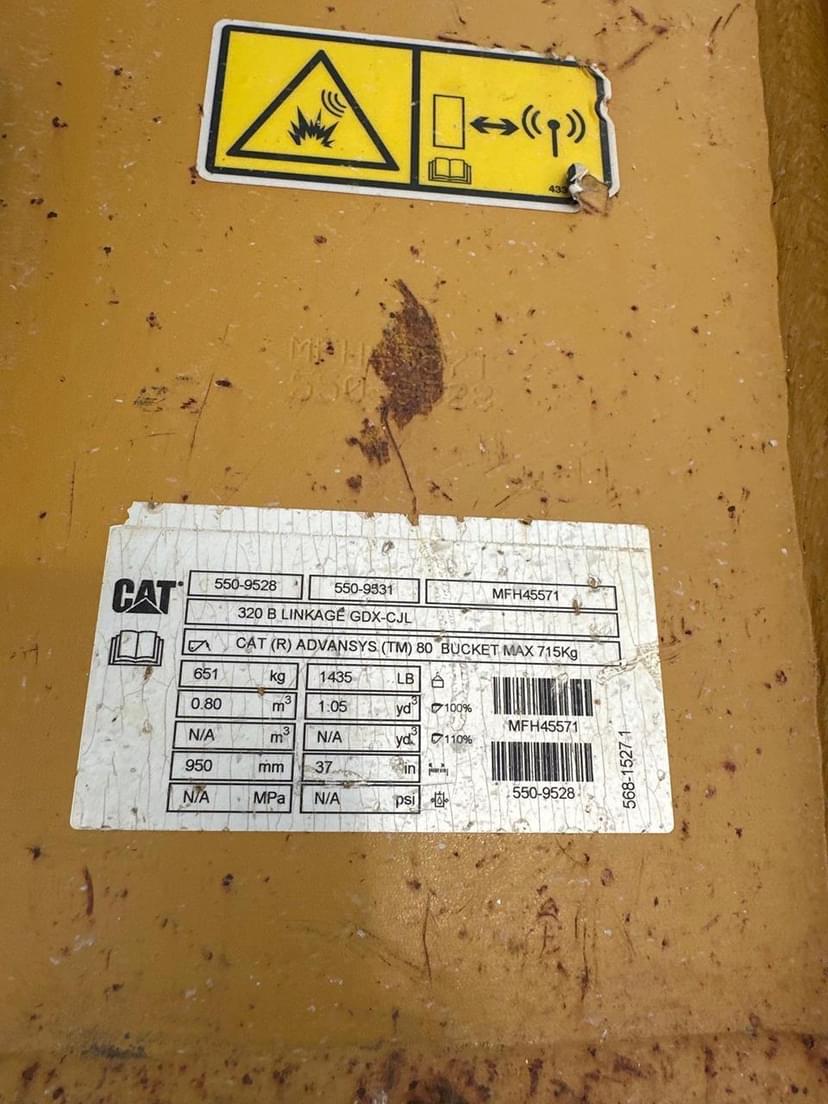 CAT
550-9528 550-9531 MFH45571
320 B LINKAGE GDX-CJL
CAT (R) ADVANSYS (TM) 80 BUCKET MAX 715Kg
651 kg 1435 LB
0.80 m³ 1.05 yd³ 100%
N/A m³ N/A yd³ 110%
950 mm 37 in
N/A MPa N/A psi
MFH45571
550-9528
568-1527 1